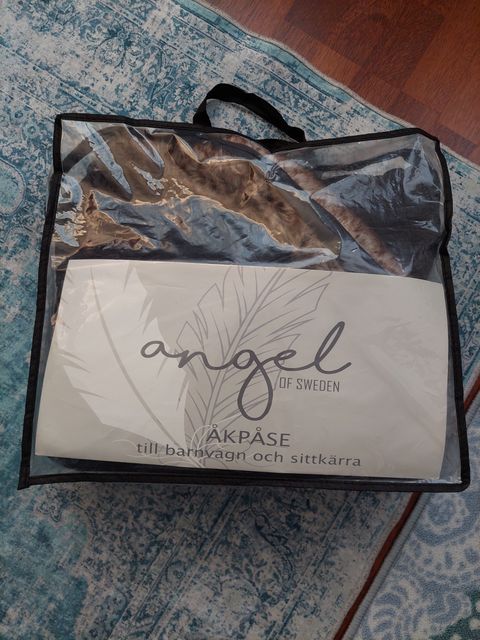 angel
OF SWEDEN
ÅKPÅSE
till barnvagn och sittkärra